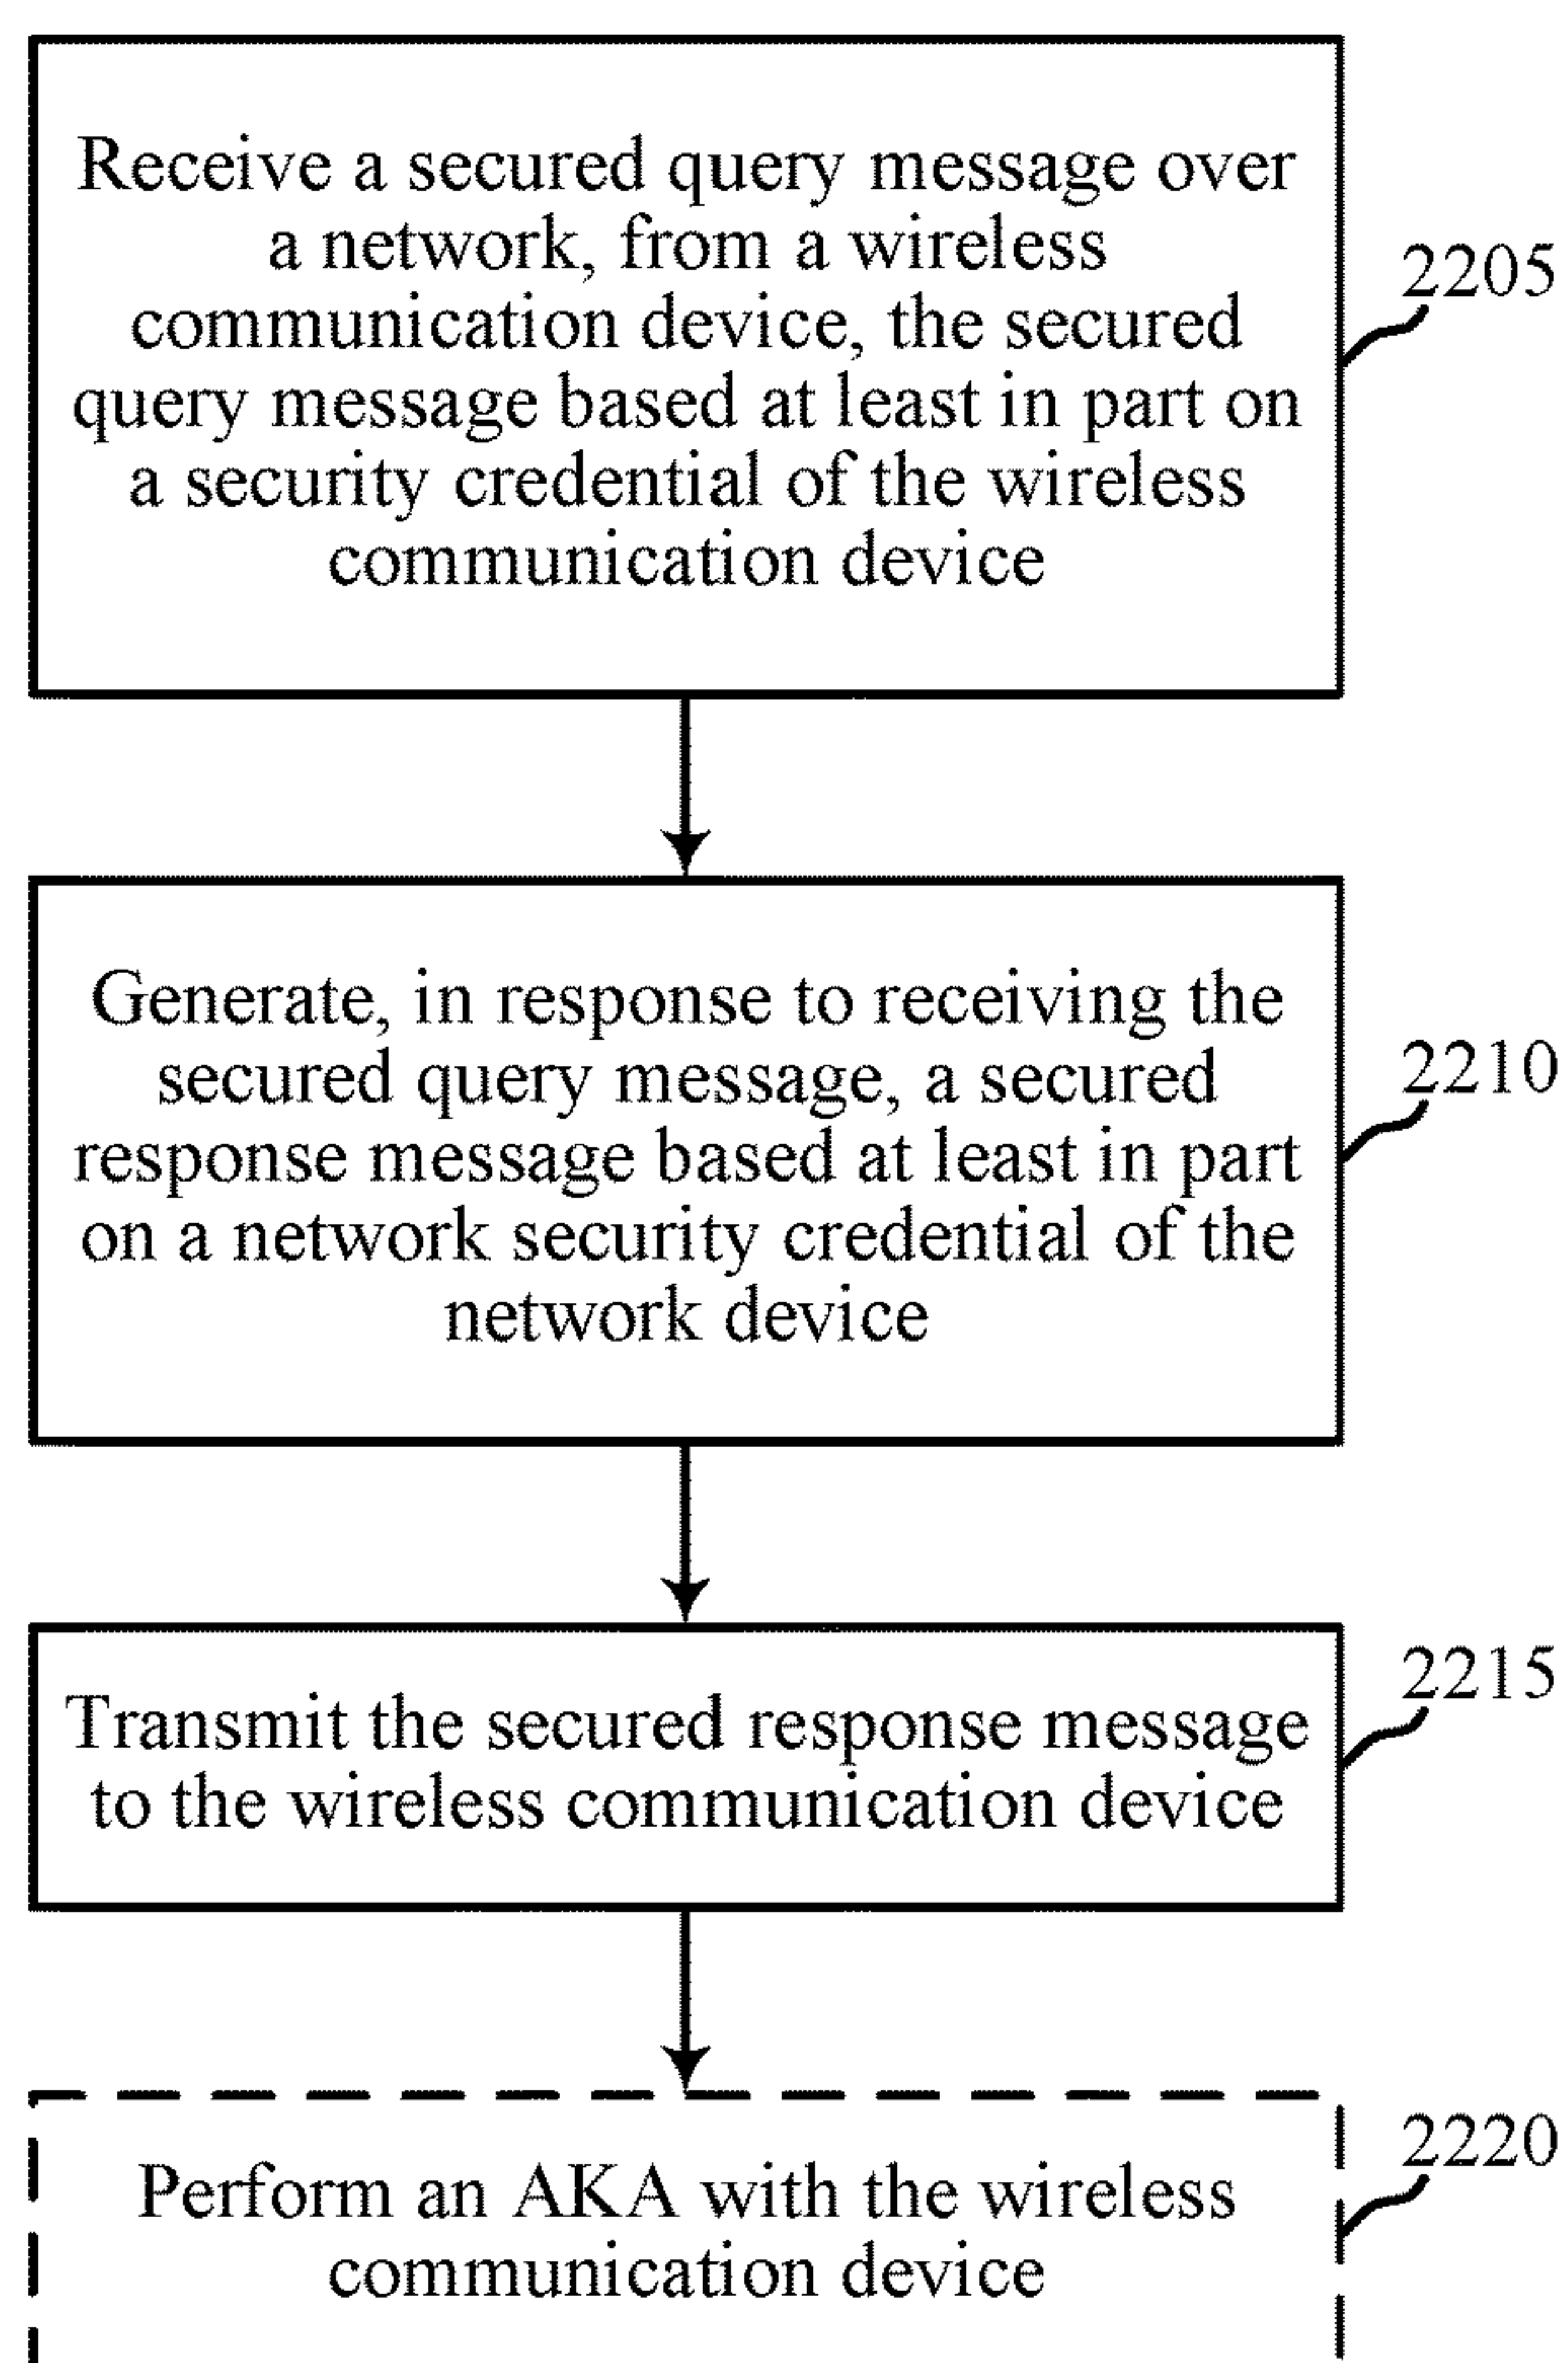 Receive a secured query message over
a network, from a wireless
communication device, the secured
query message based at least in part on
a security credential of the wireless
communication device
2205
Generate, in response to receiving the
secured query message, a secured
response message based at least in part
on a network security credential of the
network device
2210
Transmit the secured response message
to the wireless communication device
2215
Perform an AKA with the wireless
communication device
2220